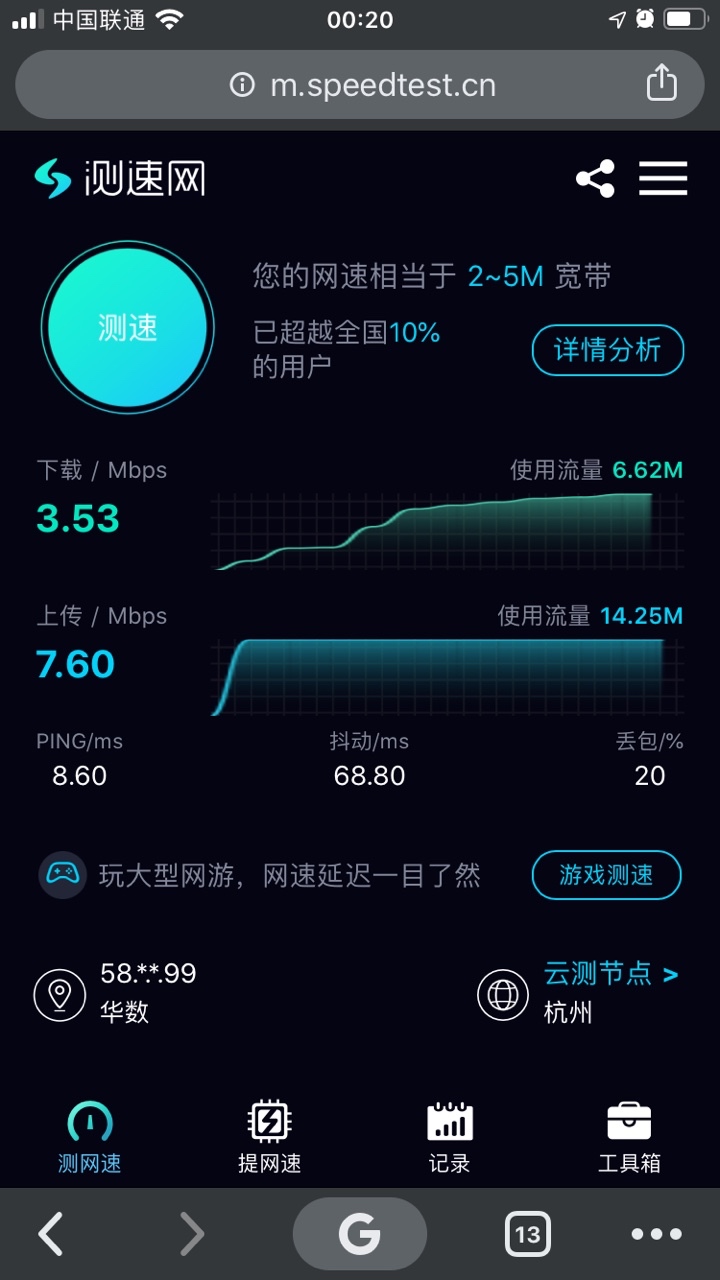 中国联通
00:20
m.speedtest.cn
测速网
测速
您的网速相当于 2~5M 宽带
已超越全国10%
的用户
详情分析
下载 / Mbps
使用流量 6.62M
3.53
上传 / Mbps
使用流量 14.25M
7.60
PING/ms
抖动/ms
丢包/%
8.60
68.80
20
玩大型网游，网速延迟一目了然
游戏测速
58.**.99
华数
云测节点 >
杭州
测网速
提网速
记录
工具箱
G
13